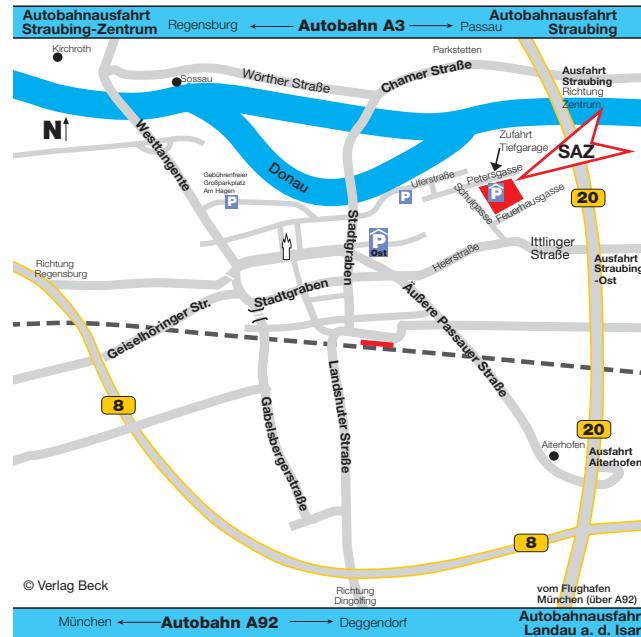 Autobahnausfahrt
Straubing-Zentrum
Regensburg
Autobahn A3
Passau
Autobahnausfahrt
Straubing
Kirchroth
Sossau
Wörther Straße
Parkstetten
Chamer Straße
Ausfahrt
Straubing
Richtung
Zentrum
N
Westtangente
Donau
Gebührenfreier
Großparkplatz
Am Hagen
P
P
Uferstraße
Zufahrt
Tiefgarage
Petersgasse
SAZ
P
Schulgasse
Feuerhausgasse
20
Stadtgraben
P
Ost
Heerstraße
Ittlinger
Straße
Ausfahrt
Straubing
-Ost
Richtung
Regensburg
Stadtgraben
Geiselhöringer Str.
Äußere Passauer Straße
Landshuter Straße
Gabelsbergerstraße
8
20
Aiterhofen
Ausfahrt
Aiterhofen
8
© Verlag Beck
Richtung
Dingolfing
vom Flughafen
München (über A92)
München
Autobahn A92
Deggendorf
Autobahnausfahrt
Landau a. d. Isar